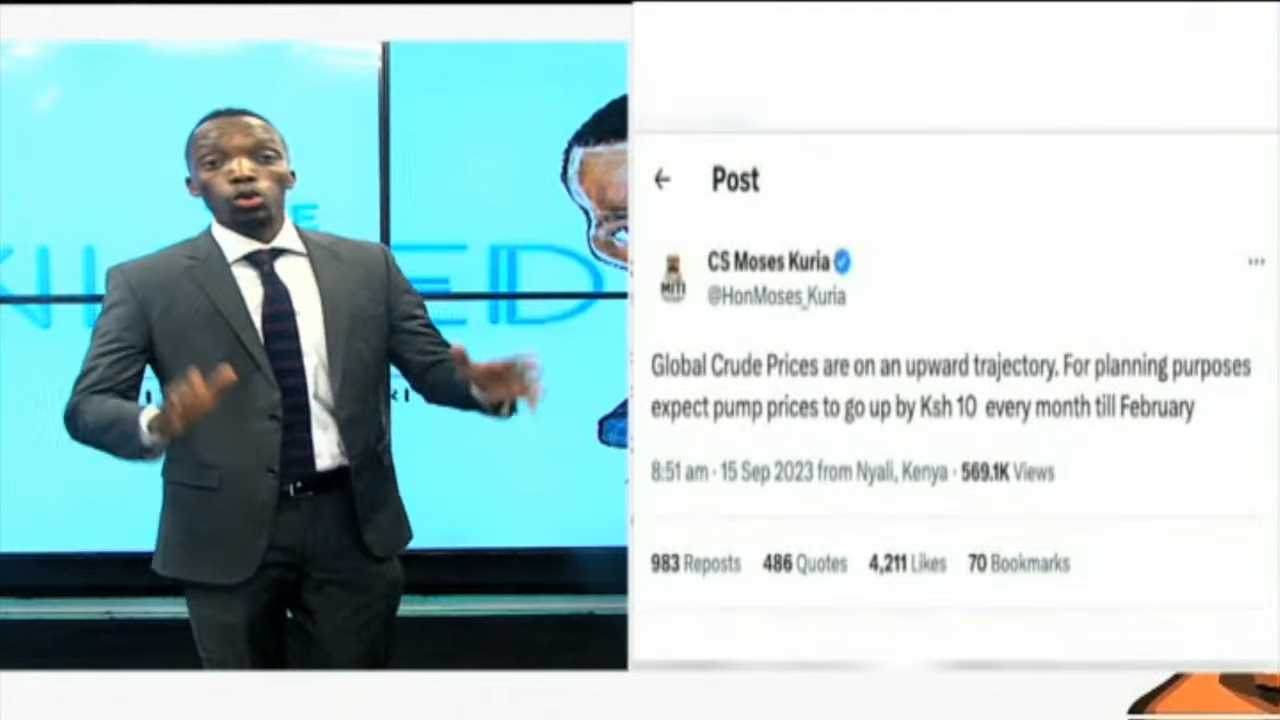 Post
CS Moses Kuria
@HonMoses_Kuria
MITI
Global Crude Prices are on an upward trajectory. For planning purposes
expect pump prices to go up by Ksh 10 every month till February
8:51 am · 15 Sep 2023 from Nyali, Kenya · 569.1K Views
983 Reposts 486 Quotes 4,211 Likes 70 Bookmarks